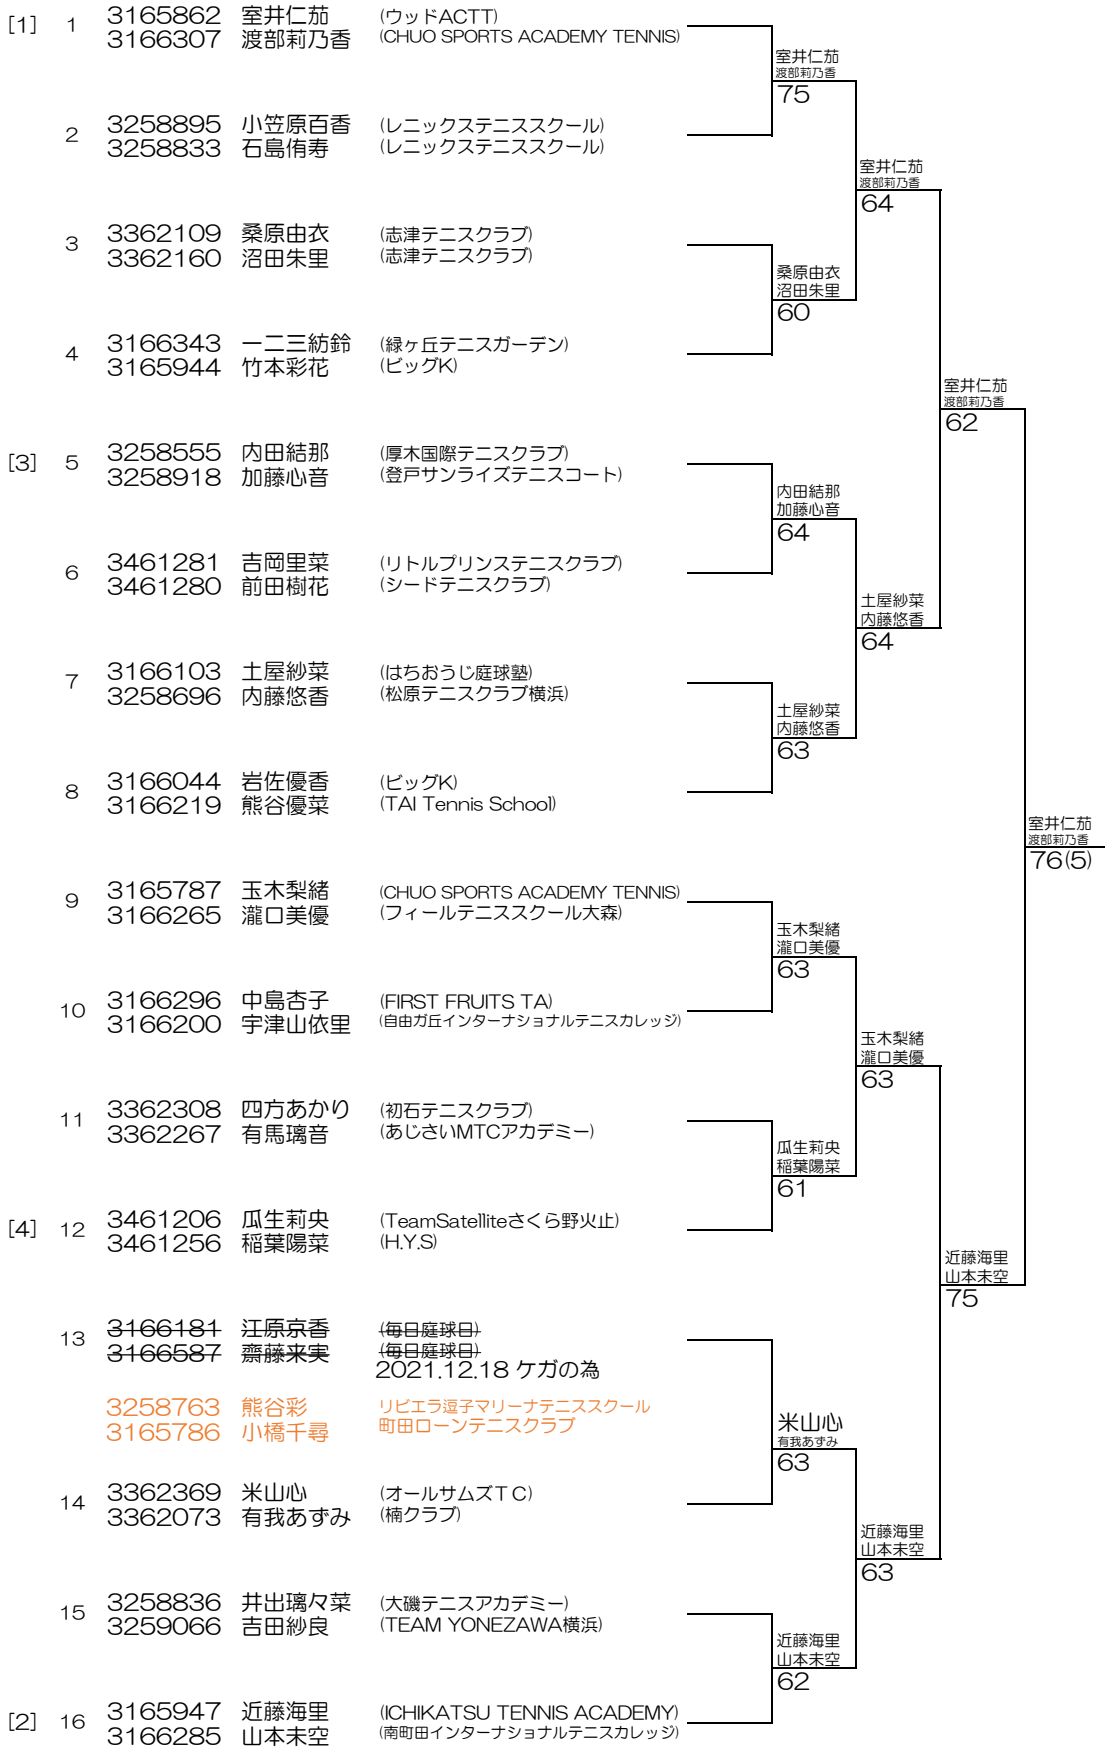 [1] 1 3165862 室井仁茄 (ウッドACTT)
3166307 渡部莉乃香 (CHUO SPORTS ACADEMY TENNIS)
室井仁茄
渡部莉乃香
75
2 3258895 小笠原百香 (レニックステニススクール)
3258833 石島侑寿 (レニックステニススクール)
室井仁茄
渡部莉乃香
64
3 3362109 桑原由衣 (志津テニスクラブ)
3362160 沼田朱里 (志津テニスクラブ)
桑原由衣
沼田朱里
60
4 3166343 一二三紡鈴 (緑ヶ丘テニスガーデン)
3165944 竹本彩花 (ビッグK)
室井仁茄
渡部莉乃香
62
[3] 5 3258555 内田結那 (厚木国際テニスクラブ)
3258918 加藤心音 (登戸サンライズテニスコート)
内田結那
加藤心音
64
6 3461281 吉岡里菜 (リトルプリンステニスクラブ)
3461280 前田樹花 (シードテニスクラブ)
土屋紗菜
内藤悠香
64
7 3166103 土屋紗菜 (はちおうじ庭球塾)
3258696 内藤悠香 (松原テニスクラブ横浜)
土屋紗菜
内藤悠香
63
8 3166044 岩佐優香 (ビッグK)
3166219 熊谷優菜 (TAI Tennis School)
室井仁茄
渡部莉乃香
76(5)
9 3165787 玉木梨緒 (CHUO SPORTS ACADEMY TENNIS)
3166265 瀧口美優 (フィールテニススクール大森)
玉木梨緒
瀧口美優
63
10 3166296 中島杏子 (FIRST FRUITS TA)
3166200 宇津山依里 (自由ガ丘インターナショナルテニスカレッジ)
玉木梨緒
瀧口美優
63
11 3362308 四方あかり (初石テニスクラブ)
3362267 有馬璃音 (あじさいMTCアカデミー)
瓜生莉央
稲葉陽菜
61
[4] 12 3461206 瓜生莉央 (TeamSatelliteさくら野火止)
3461256 稲葉陽菜 (H.Y.S)
近藤海里
山本未空
75
13 3166181 江原京香 (毎日庭球日)
3166587 齋藤来実 (毎日庭球日)
2021.12.18 ケガの為
3258763 熊谷彩 リビエラ逗子マリーナテニススクール
3165786 小橋千尋 町田ローンテニスクラブ
米山心
有我あずみ
63
14 3362369 米山心 (オールサムズＴＣ)
3362073 有我あずみ (楠クラブ)
近藤海里
山本未空
63
15 3258836 井出璃々菜 (大磯テニスアカデミー)
3259066 吉田紗良 (TEAM YONEZAWA横浜)
近藤海里
山本未空
62
[2] 16 3165947 近藤海里 (ICHIKATSU TENNIS ACADEMY)
3166285 山本未空 (南町田インターナショナルテニスカレッジ)